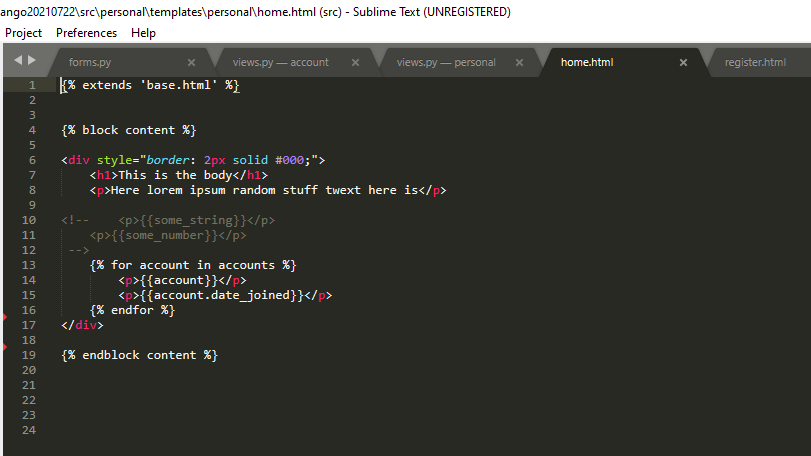 ango20210722\src\personal\templates\personal\home.html (src) - Sublime Text (UNREGISTERED)
Project Preferences Help
forms.py × views.py — account × views.py — personal × home.html × register.html
1 {% extends 'base.html' %}
2
3
4 {% block content %}
5
6 <div style="border: 2px solid #000;">
7     <h1>This is the body</h1>
8     <p>Here lorem ipsum random stuff twext here is</p>
9
10 <!--    <p>{{some_string}}</p>
11     <p>{{some_number}}</p>
12  -->
13     {% for account in accounts %}
14         <p>{{account}}</p>
15         <p>{{account.date_joined}}</p>
16     {% endfor %}
17 </div>
18
19 {% endblock content %}
20
21
22
23
24